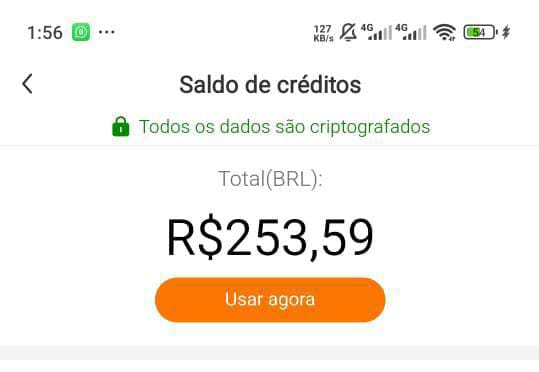 1:56 ... 127 KB/s 4G 4G 54
Saldo de créditos
Todos os dados são criptografados
Total(BRL):
R$253,59
Usar agora